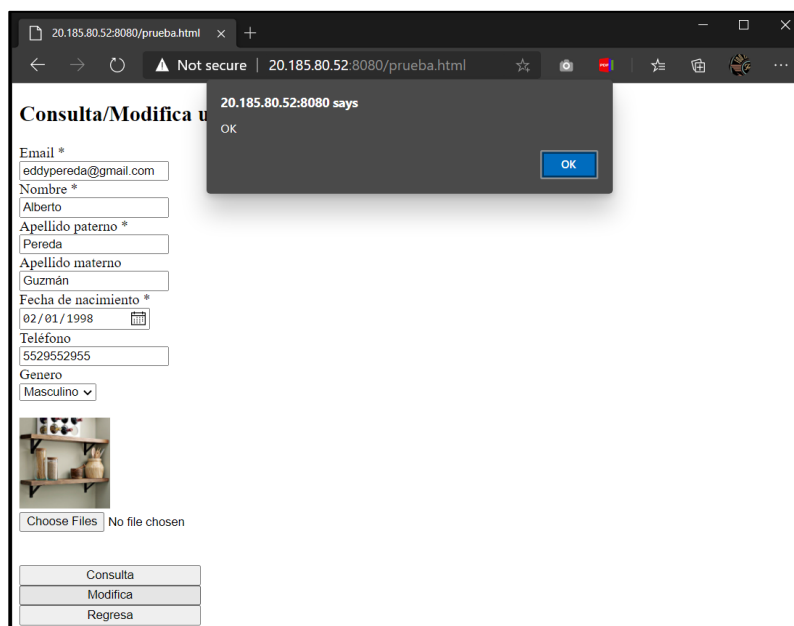 20.185.80.52:8080/prueba.html
Not secure | 20.185.80.52:8080/prueba.html
20.185.80.52:8080 says
OK
OK
Consulta/Modifica u
Email *
eddypereda@gmail.com
Nombre *
Alberto
Apellido paterno *
Pereda
Apellido materno
Guzmán
Fecha de nacimiento *
02/01/1998
Teléfono
5529552955
Genero
Masculino
Choose Files No file chosen
Consulta
Modifica
Regresa